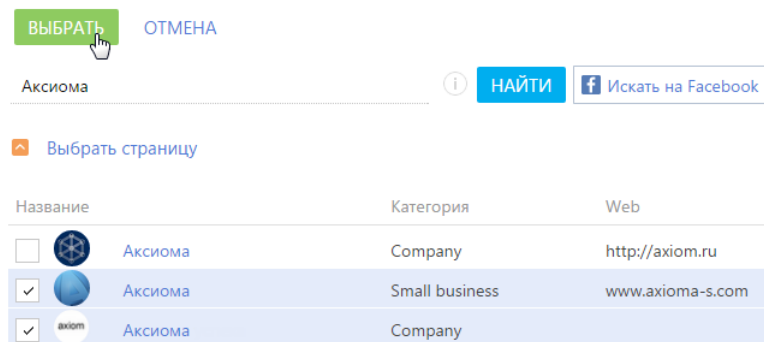 ВЫБРАТЬ ОТМЕНА
Аксиома i НАЙТИ f Искать на Facebook
Выбрать страницу
Название Категория Web
Аксиома Company http://axiom.ru
Аксиома Small business www.axioma-s.com
axiom Аксиома Company